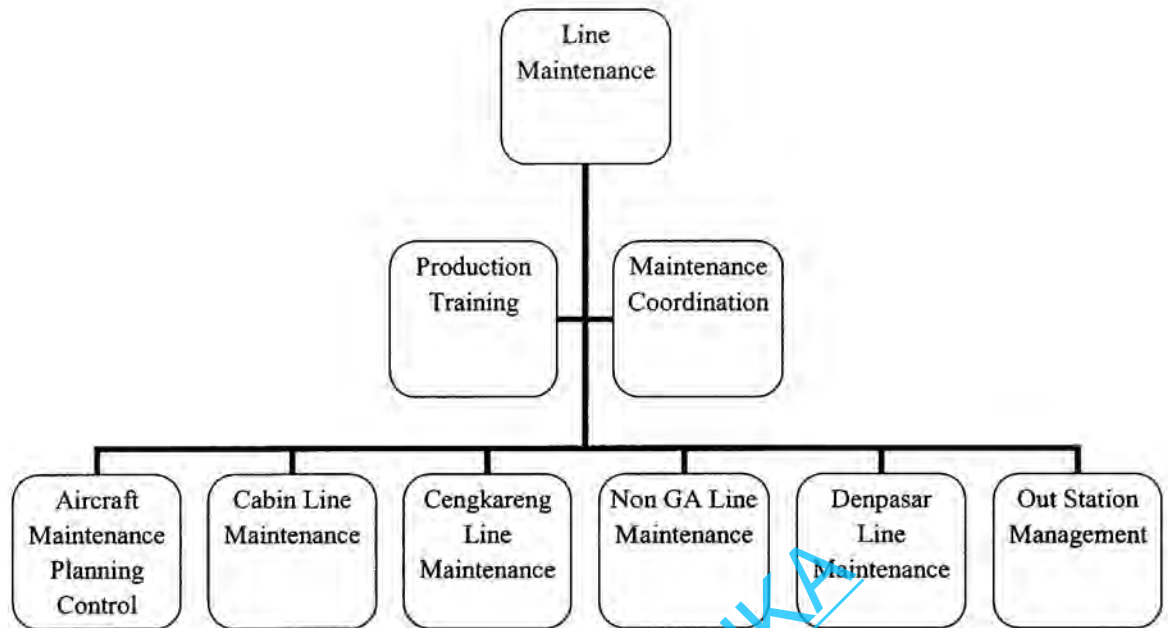 Line
Maintenance
Production
Training
Maintenance
Coordination
Aircraft
Maintenance
Planning
Control
Cabin Line
Maintenance
Cengkareng
Line
Maintenance
Non GA Line
Maintenance
Denpasar
Line
Maintenance
Out Station
Management